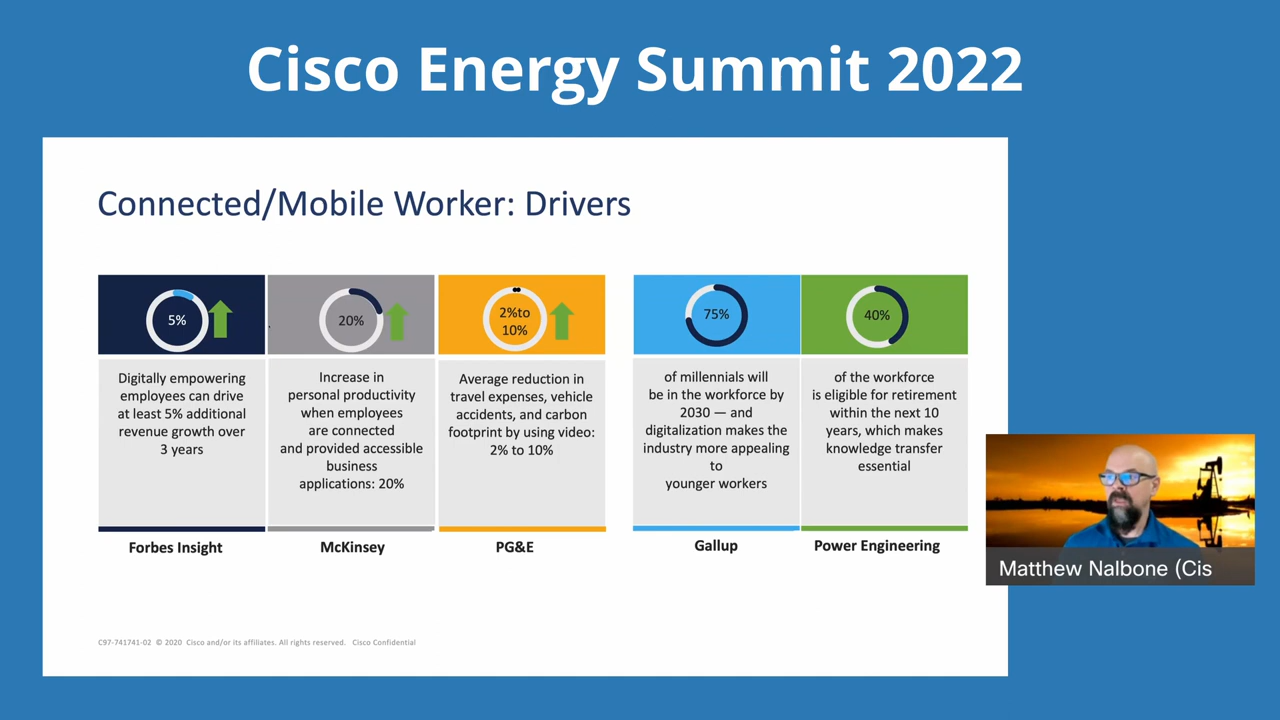 Cisco Energy Summit 2022
Connected/Mobile Worker: Drivers
5%
Digitally empowering
employees can drive
at least 5% additional
revenue growth over
3 years
Forbes Insight
20%
Increase in
personal productivity
when employees
are connected
and provided accessible
business
applications: 20%
McKinsey
2%to
10%
Average reduction in
travel expenses, vehicle
accidents, and carbon
footprint by using video:
2% to 10%
PG&E
75%
of millennials will
be in the workforce by
2030 — and
digitalization makes the
industry more appealing
to
younger workers
Gallup
40%
of the workforce
is eligible for retirement
within the next 10
years, which makes
knowledge transfer
essential
Power Engineering
Matthew Nalbone (Cis
C97-741741-02 © 2020 Cisco and/or its affiliates. All rights reserved. Cisco Confidential